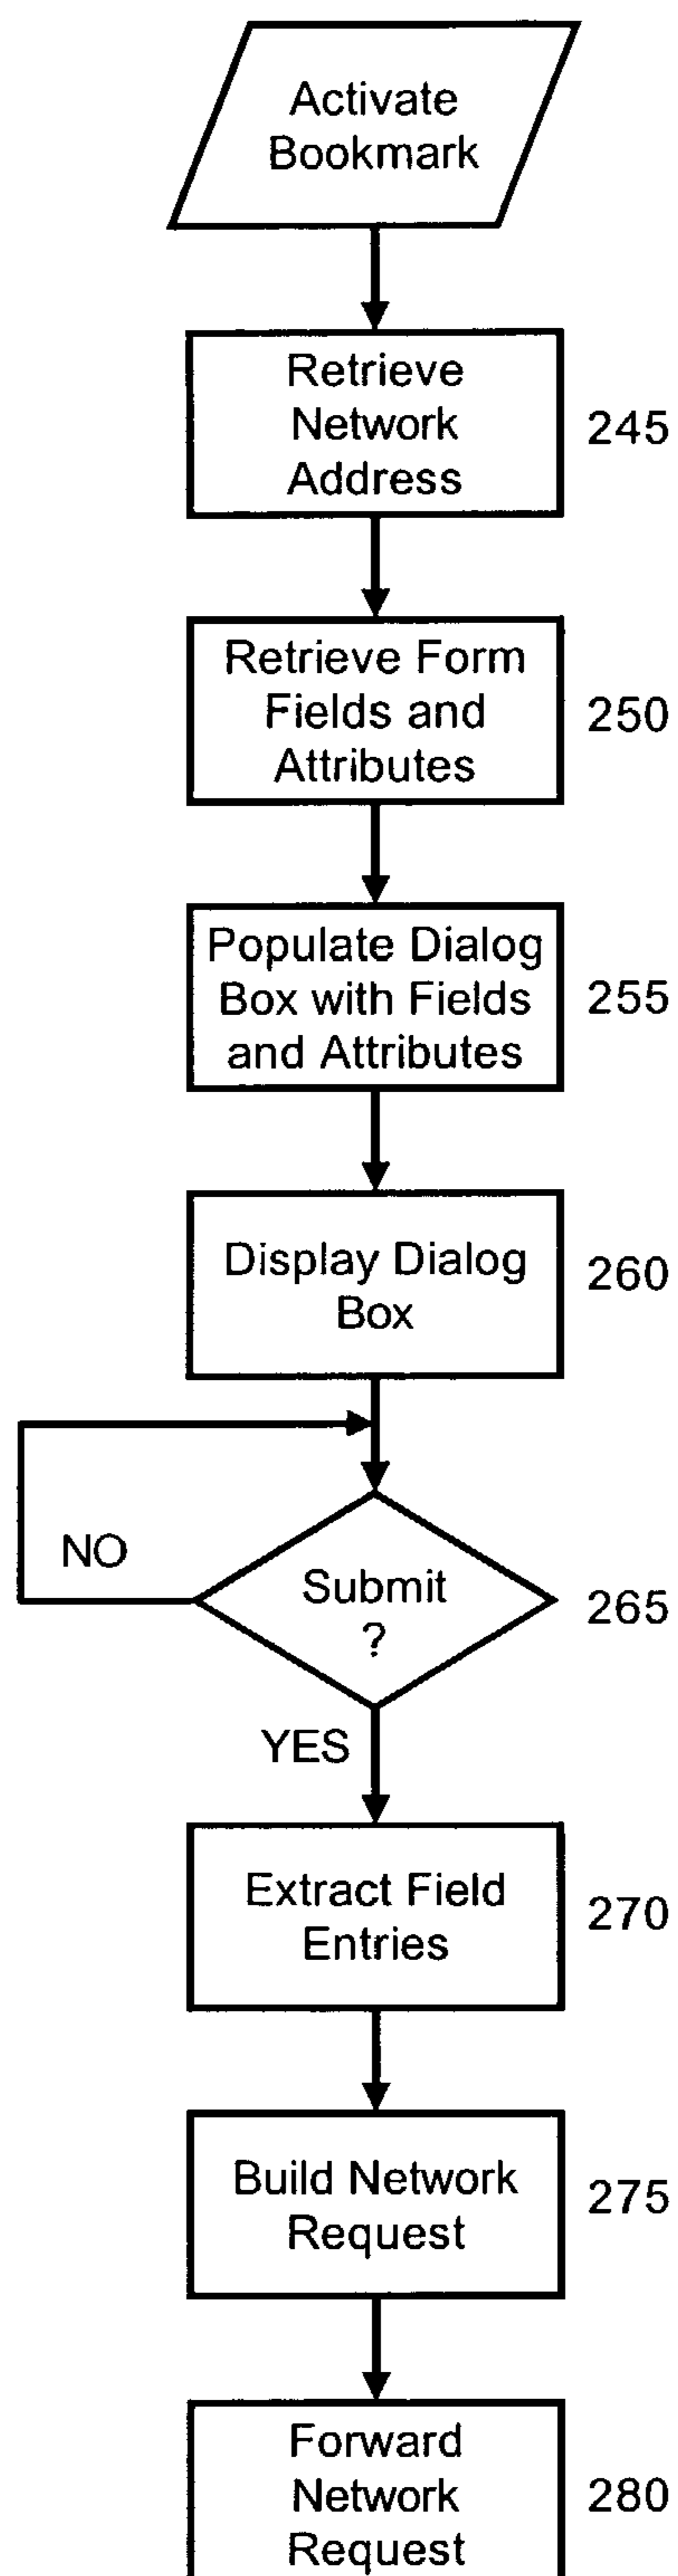 Activate
Bookmark
Retrieve
Network
Address
245
Retrieve Form
Fields and
Attributes
250
Populate Dialog
Box with Fields
and Attributes
255
Display Dialog
Box
260
NO
Submit
?
265
YES
Extract Field
Entries
270
Build Network
Request
275
Forward
Network
Request
280